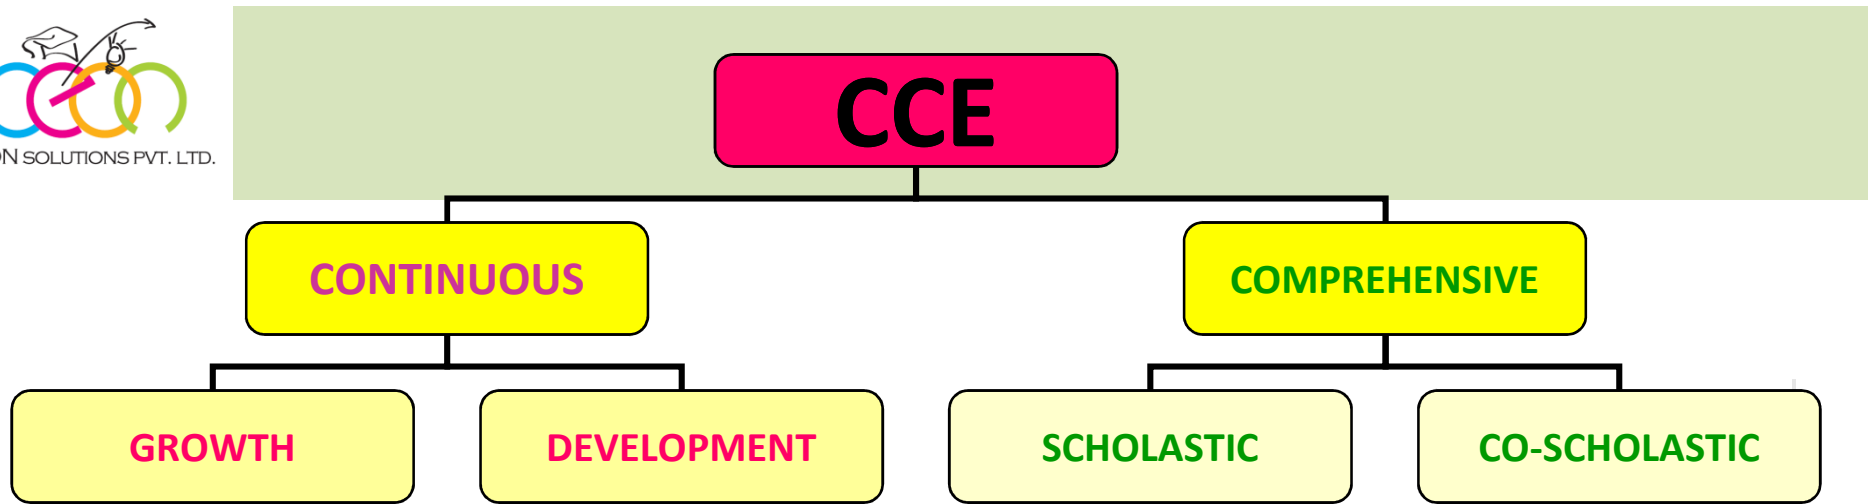 CCE
SOLUTIONS PVT. LTD.
CONTINUOUS
COMPREHENSIVE
GROWTH
DEVELOPMENT
SCHOLASTIC
CO-SCHOLASTIC